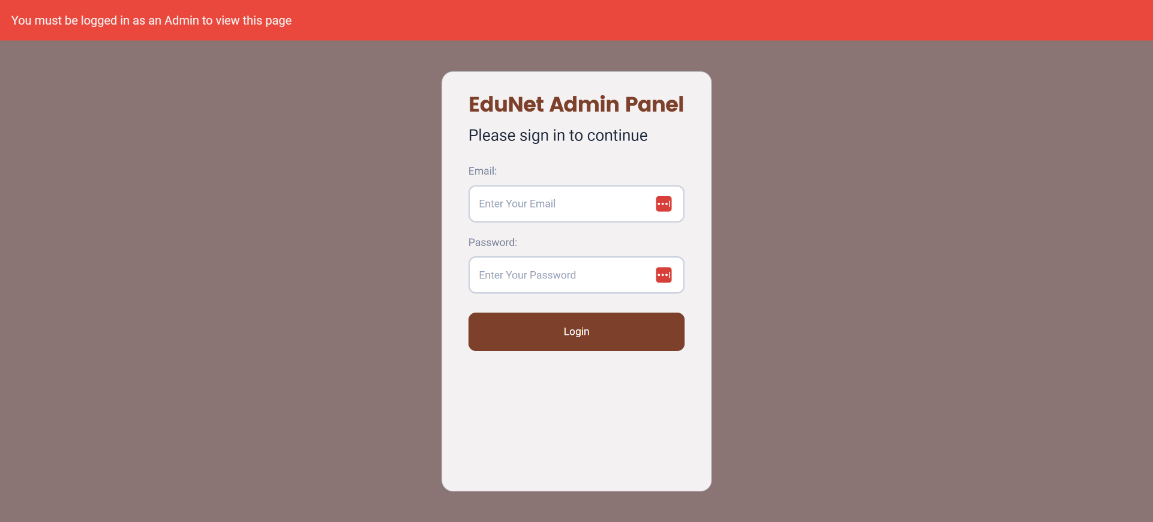 You must be logged in as an Admin to view this page
EduNet Admin Panel
Please sign in to continue
Email:
Enter Your Email
Password:
Enter Your Password
Login